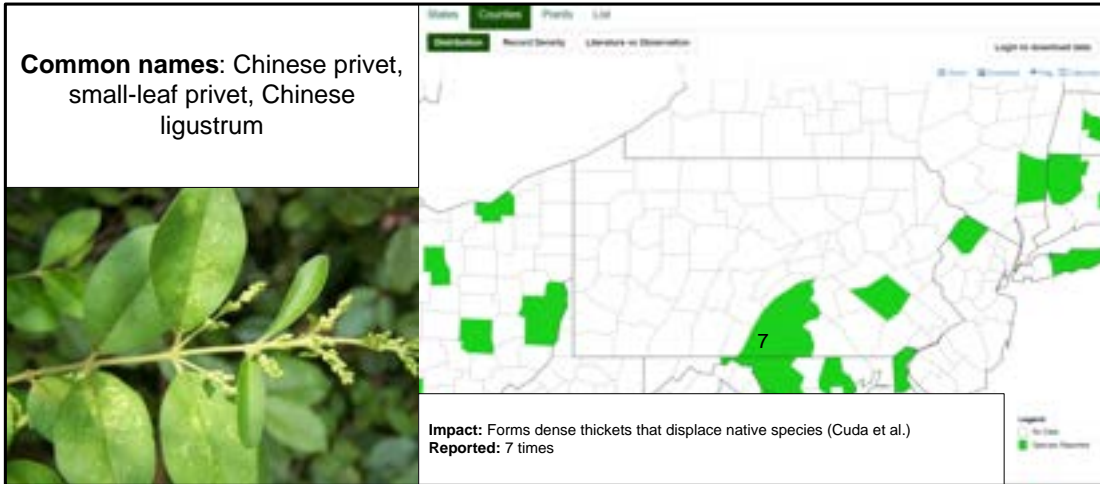 Common names: Chinese privet,
small-leaf privet, Chinese
ligustrum
States Counties Points List
Distribution Record Density Literature vs Observation
Login to download data
7
Impact: Forms dense thickets that displace native species (Cuda et al.)
Reported: 7 times
Legend
No Data
Species Reported